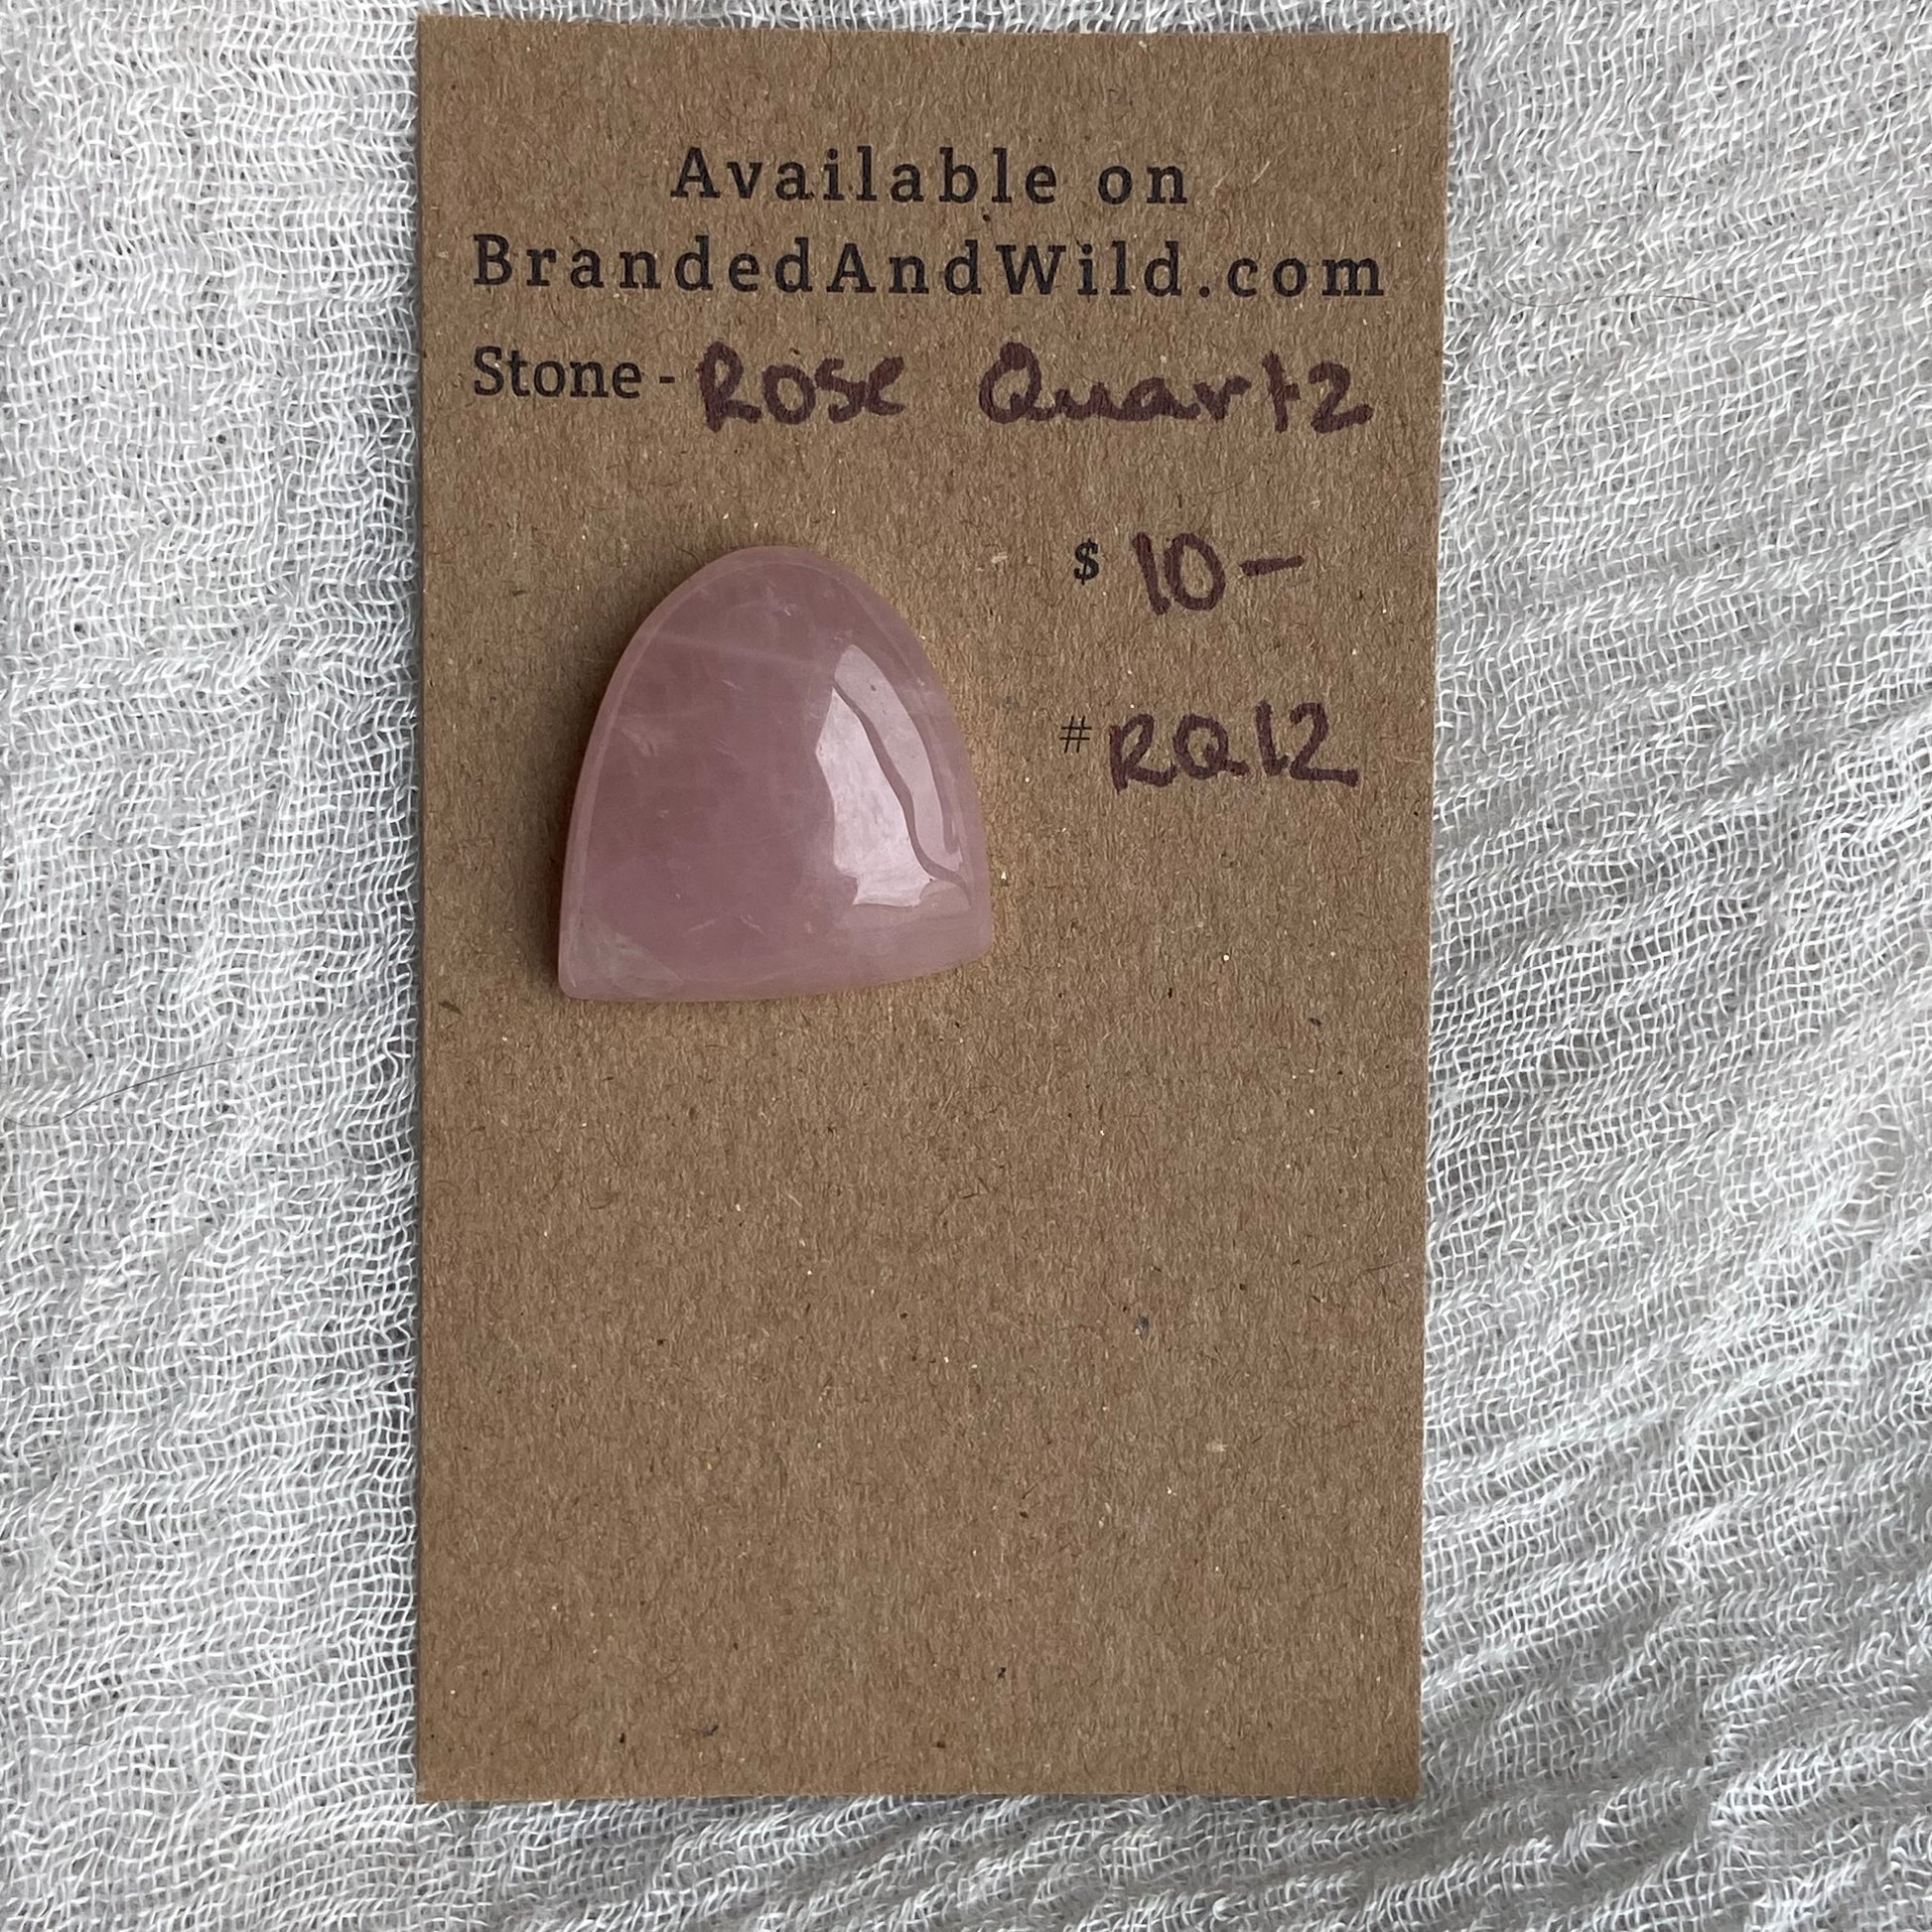 Available on
BrandedAndWild.com
Stone - Rose Quartz
$ 10-
# RQ12